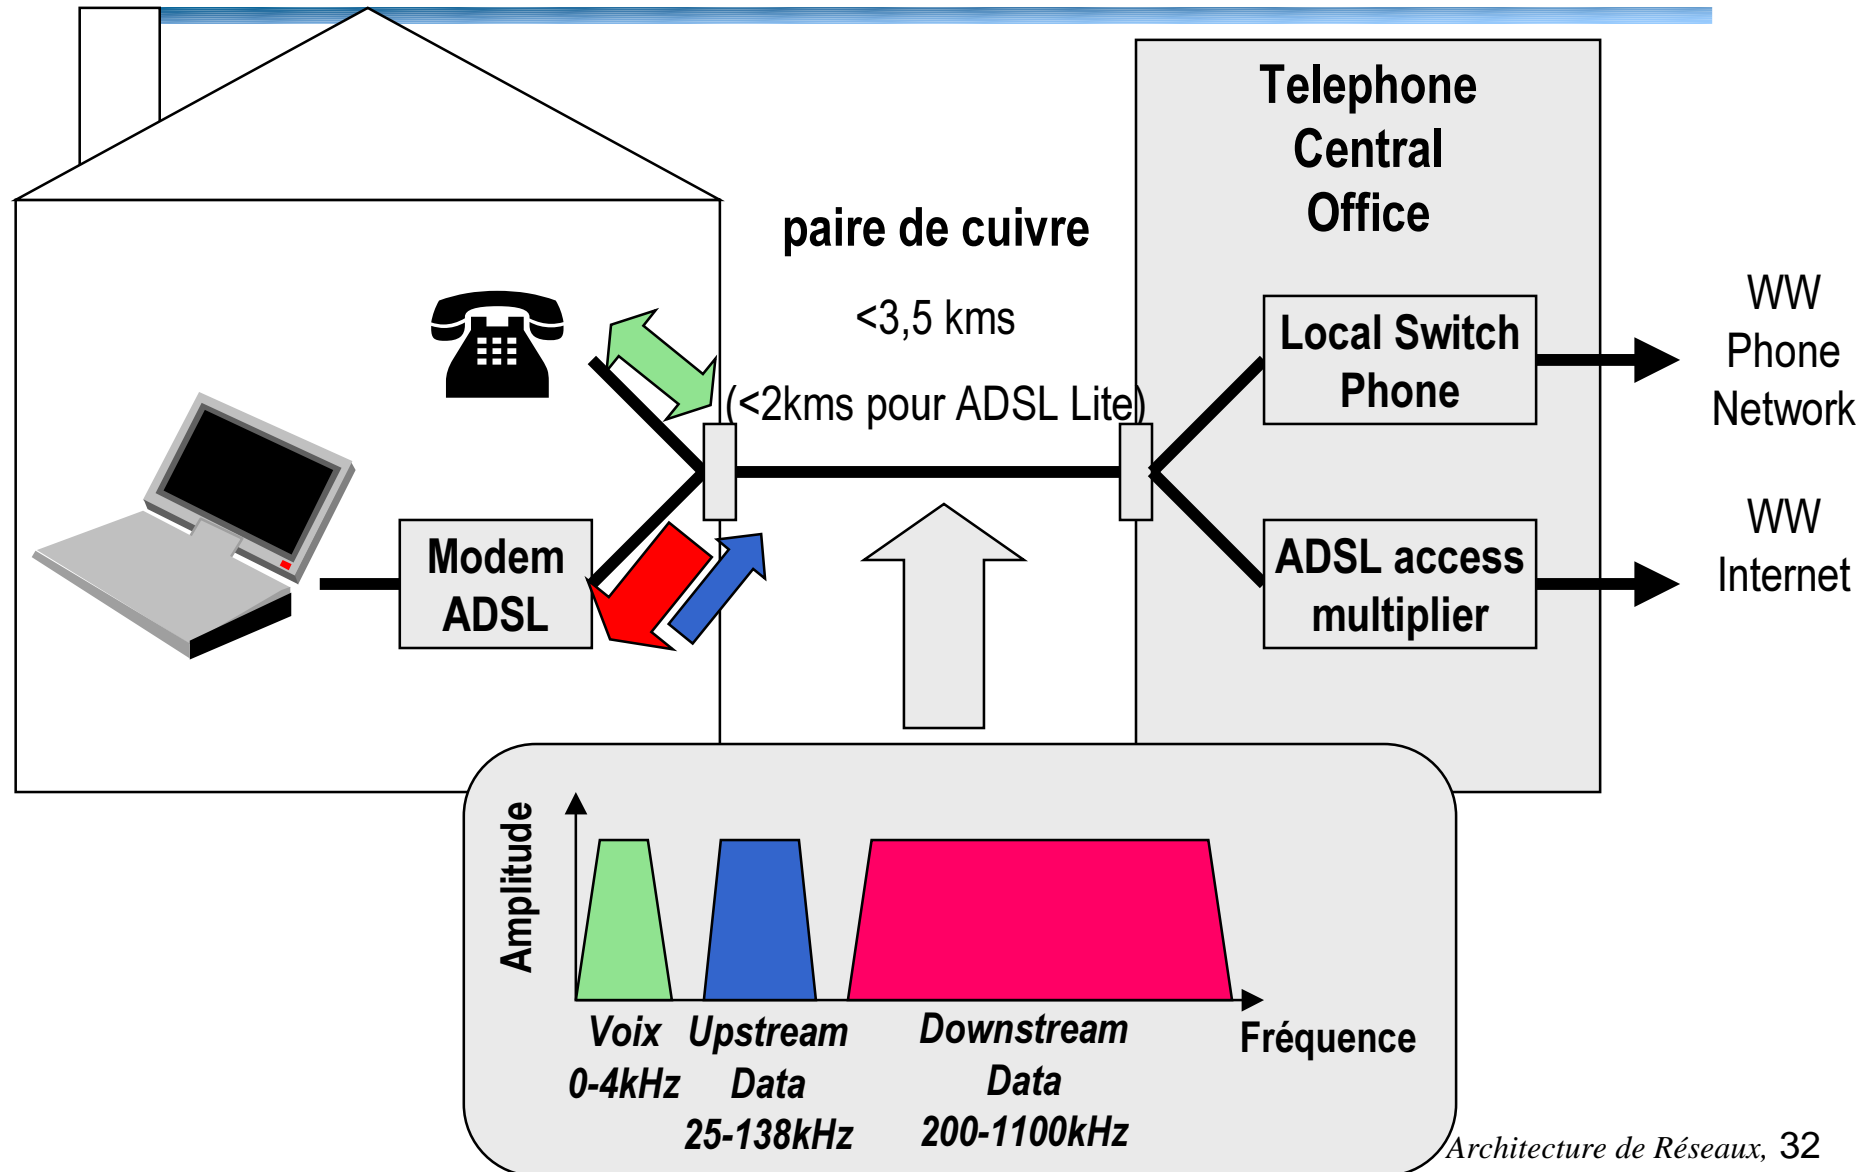 Telephone
Central
Office
paire de cuivre
<3,5 kms
(<2kms pour ADSL Lite)
Local Switch
Phone
WW
Phone
Network
Modem
ADSL
ADSL access
multiplier
WW
Internet
Amplitude
Voix
0-4kHz
Upstream
Data
25-138kHz
Downstream
Data
200-1100kHz
Fréquence
Architecture de Réseaux, 32